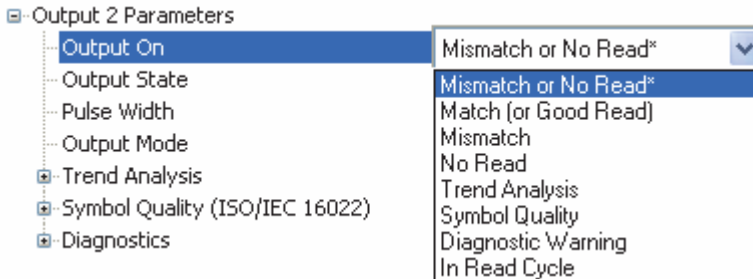 Output 2 Parameters
Output On
Mismatch or No Read*
Output State
Pulse Width
Output Mode
Trend Analysis
Symbol Quality (ISO/IEC 16022)
Diagnostics
Mismatch or No Read*
Match (or Good Read)
Mismatch
No Read
Trend Analysis
Symbol Quality
Diagnostic Warning
In Read Cycle